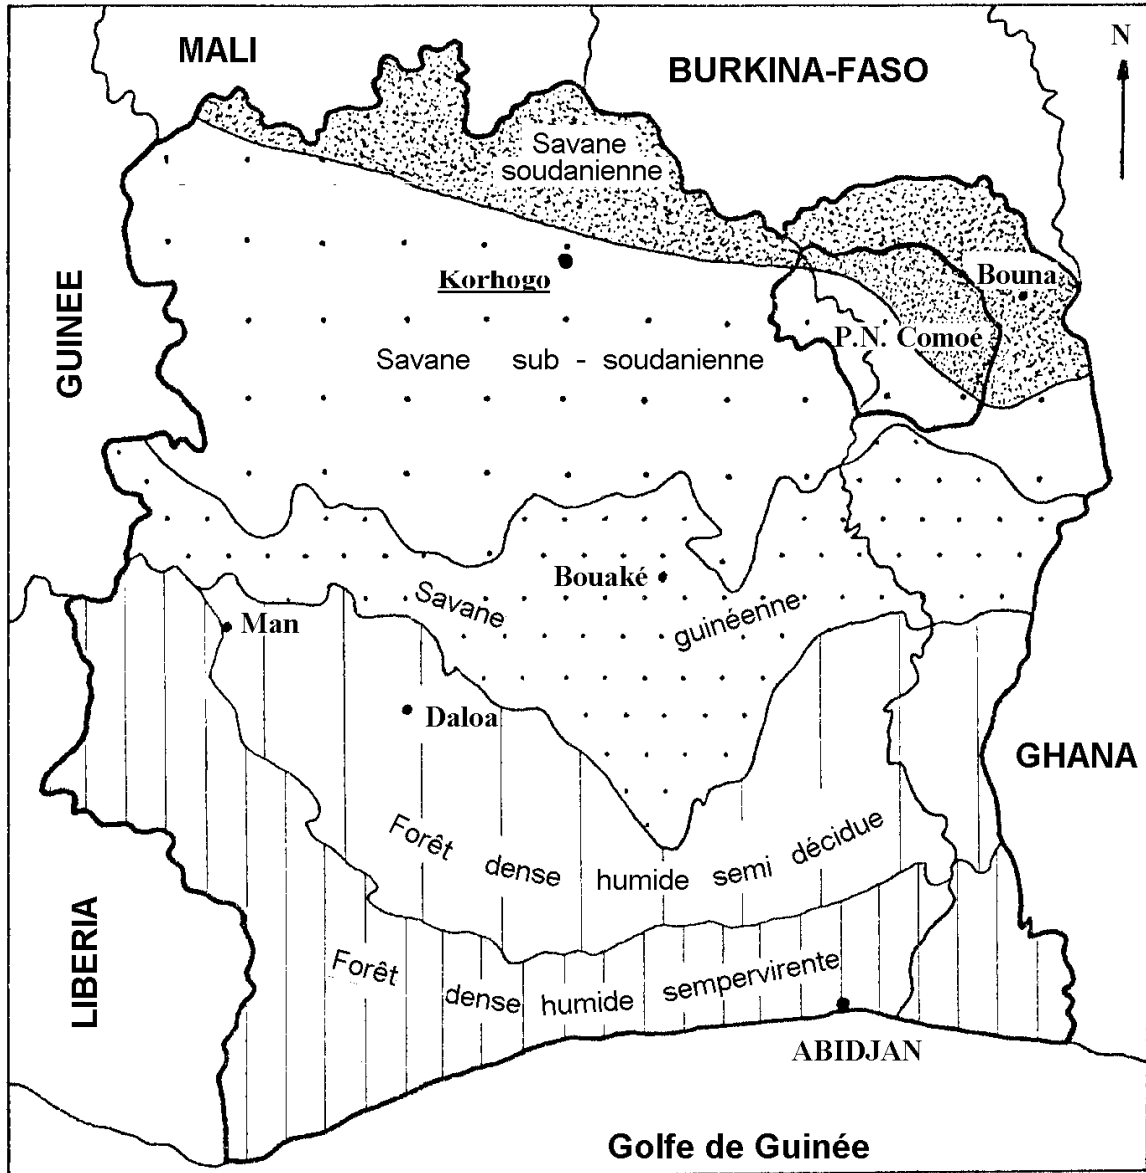 MALI
BURKINA-FASO
N
Savane
soudanienne
Korhogo
Bouna
GUINEE
P.N. Comoé
Savane sub - soudanienne
Bouaké
Savane guinéenne
Man
Daloa
GHANA
Forêt dense humide semi décidue
LIBERIA
Forêt dense humide sempervirente
ABIDJAN
Golfe de Guinée